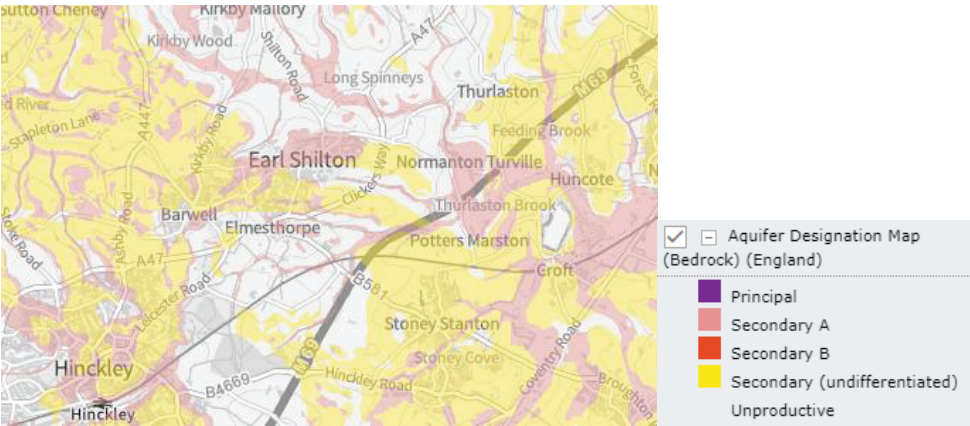 Sutton Cheney
Kirkby Mallory
Kirkby Wood
A47
Shilton Road
Long Spinneys
Thurlaston
M69
Forest
ed River
Stapleton Lane
A447
Kirkby Road
Feeding Brook
Earl Shilton
Normanton Turville
Clickers Way
Huncote
N
Barwell
Thurlaston Brook
Elmesthorpe
Ashby Road
Stoke Road
Potters Marston
A47
Croft
Leicester Road
B581
Stoney Stanton
Stoney Cove
Coventry Road
M69
Hinckley
B4669
Hinckley Road
Broughton
Hinckley
Aquifer Designation Map
(Bedrock) (England)
Principal
Secondary A
Secondary B
Secondary (undifferentiated)
Unproductive